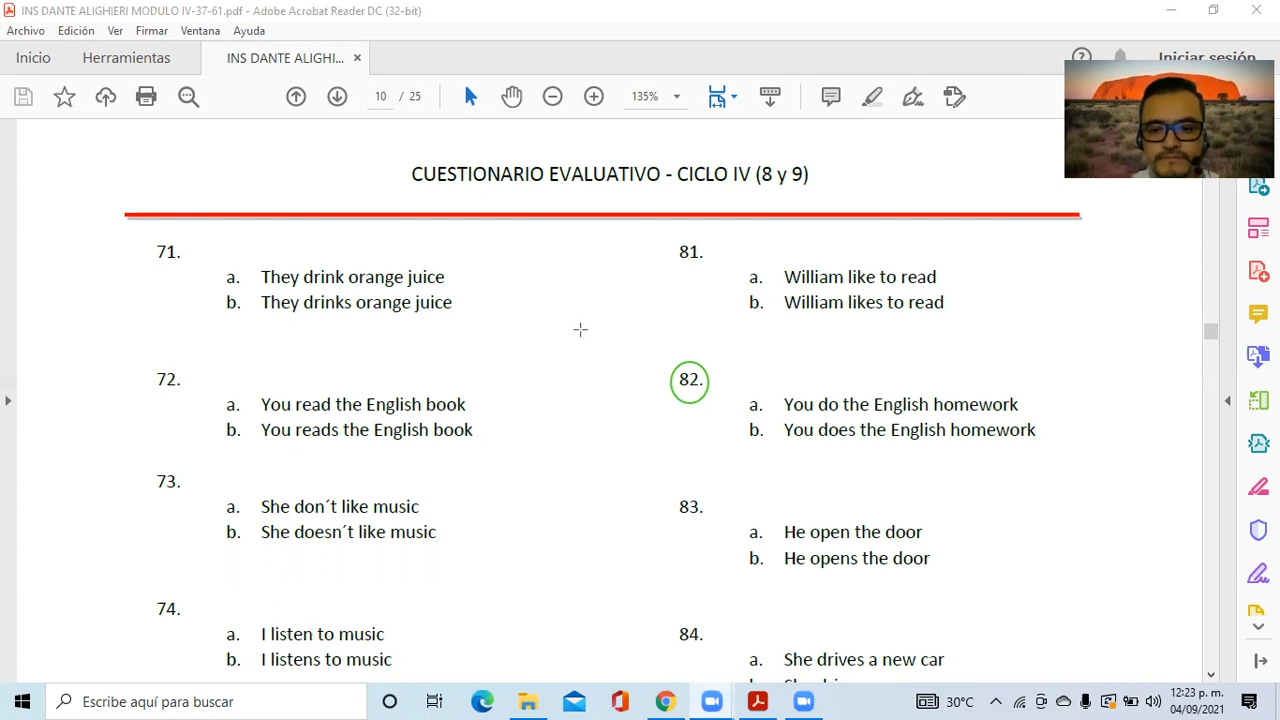 INS DANTE ALIGHIERI MODULO IV-37-61.pdf - Adobe Acrobat Reader DC (32-bit)
Archivo Edición Ver Firmar Ventana Ayuda
Inicio Herramientas INS DANTE ALIGHI... × Iniciar sesión
10 / 25 135%
CUESTIONARIO EVALUATIVO - CICLO IV (8 y 9)
71.
a. They drink orange juice
b. They drinks orange juice
72.
a. You read the English book
b. You reads the English book
73.
a. She don´t like music
b. She doesn´t like music
74.
a. I listen to music
b. I listens to music
81.
a. William like to read
b. William likes to read
82.
a. You do the English homework
b. You does the English homework
83.
a. He open the door
b. He opens the door
84.
a. She drives a new car
Escribe aquí para buscar
30°C
12:23 p. m.
04/09/2021